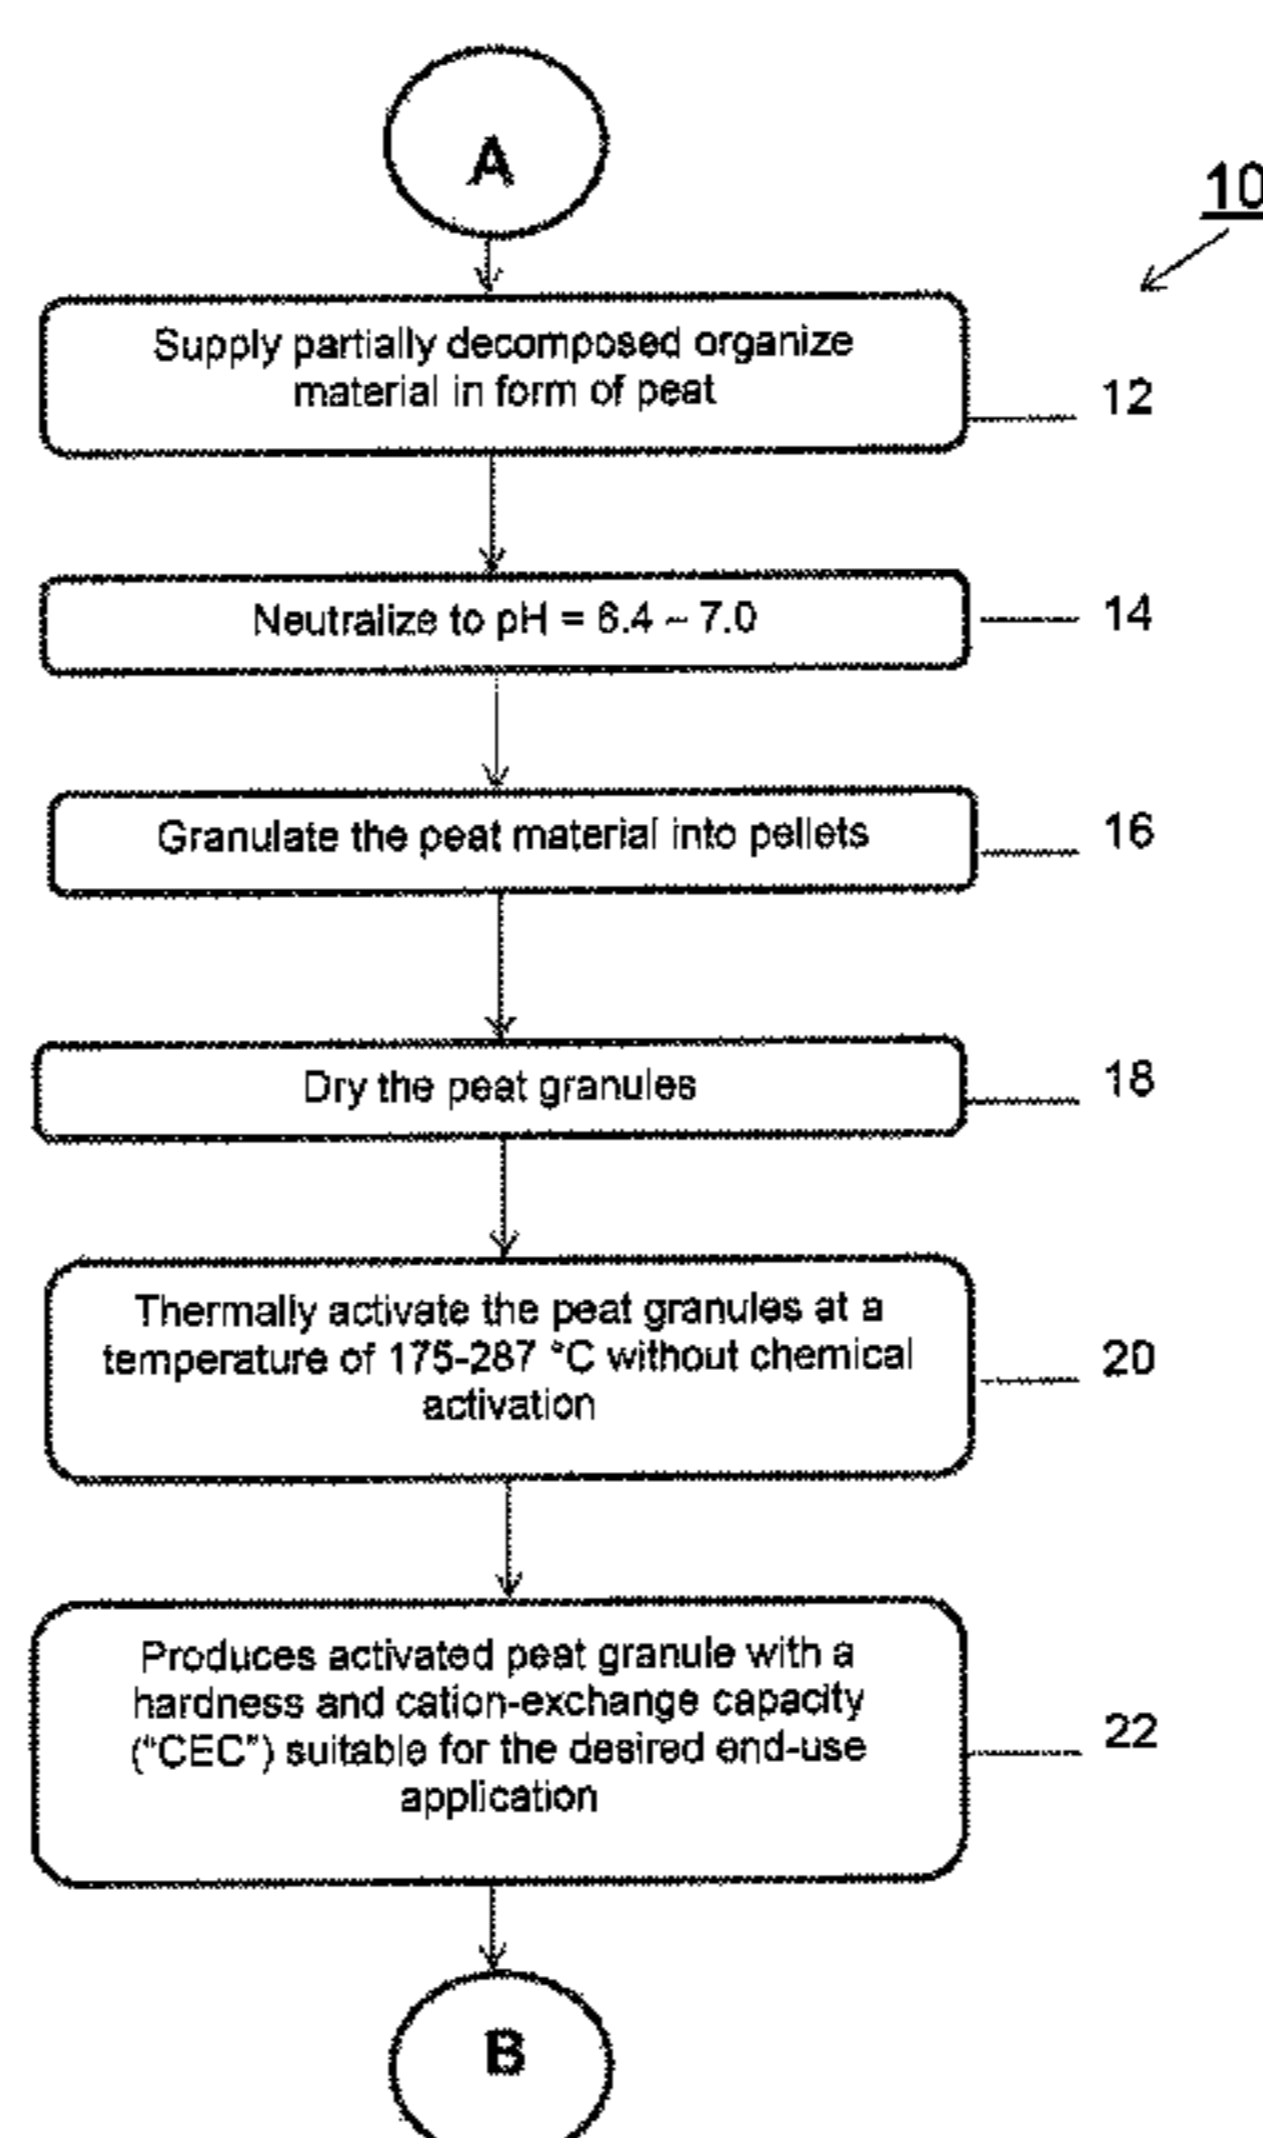 A
10
Supply partially decomposed organize
material in form of peat
12
Neutralize to pH = 6.4 – 7.0
14
Granulate the peat material into pellets
16
Dry the peat granules
18
Thermally activate the peat granules at a
temperature of 175-287 °C without chemical
activation
20
Produces activated peat granule with a
hardness and cation-exchange capacity
("CEC") suitable for the desired end-use
application
22
B